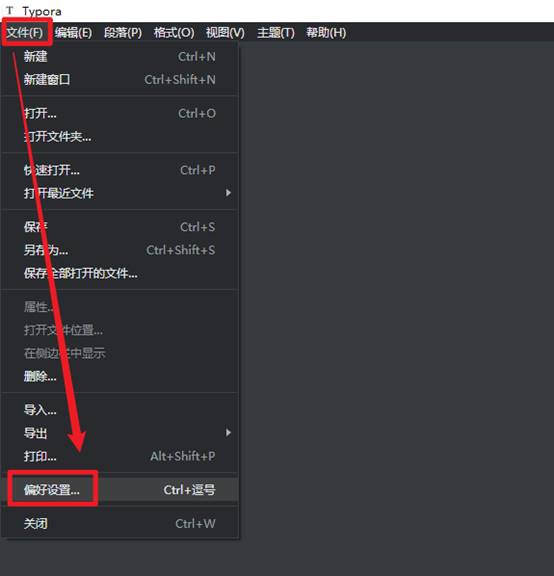 T Typora
文件(F) 编辑(E) 段落(P) 格式(O) 视图(V) 主题(T) 帮助(H)
新建 Ctrl+N
新建窗口 Ctrl+Shift+N
打开... Ctrl+O
打开文件夹...
快速打开... Ctrl+P
打开最近文件
保存 Ctrl+S
另存为... Ctrl+Shift+S
保存全部打开的文件...
属性...
打开文件位置...
在侧边栏中显示
删除...
导入...
导出
打印... Alt+Shift+P
偏好设置... Ctrl+逗号
关闭 Ctrl+W